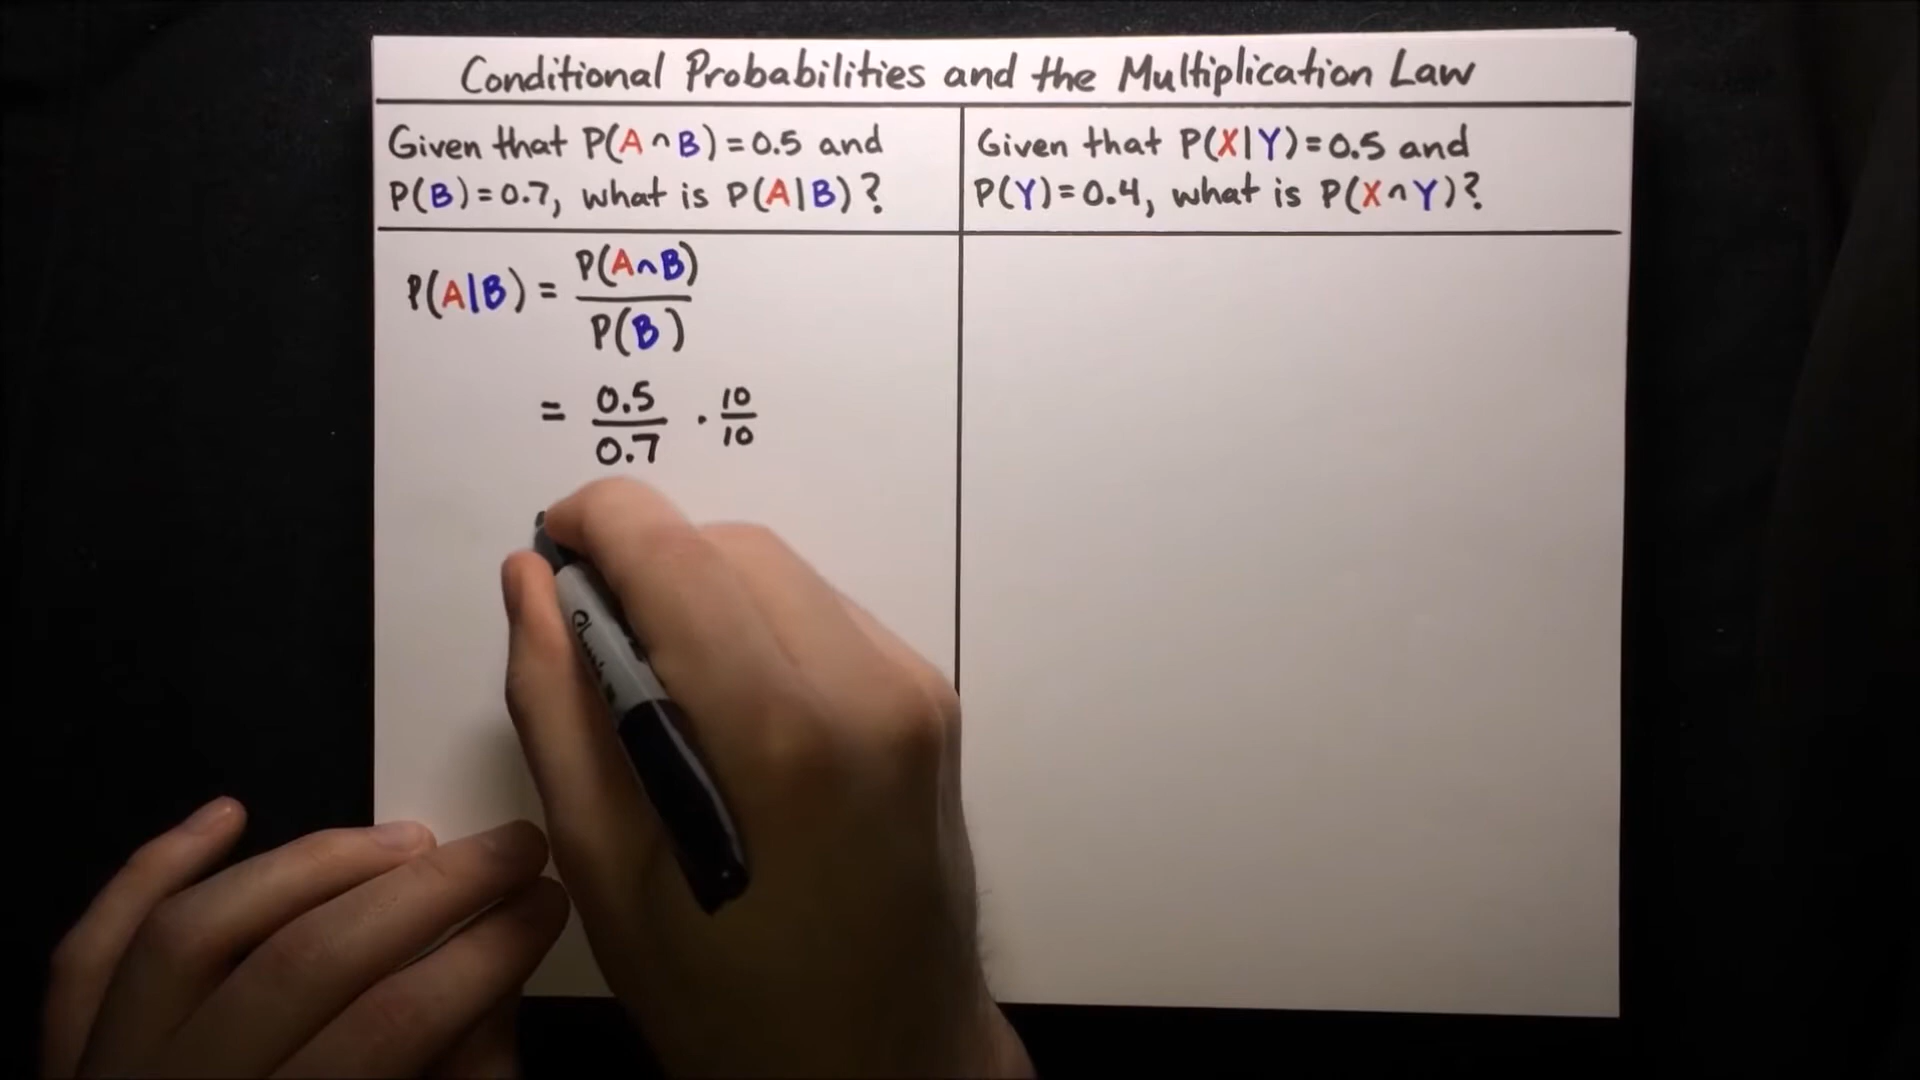 Conditional Probabilities and the Multiplication Law
Given that P(A∩B)=0.5 and
P(B)=0.7, what is P(A|B)?
Given that P(X|Y)=0.5 and
P(Y)=0.4, what is P(X∩Y)?
P(A|B) = P(A∩B)
P(B)
= 0.5 · 10
0.7 10